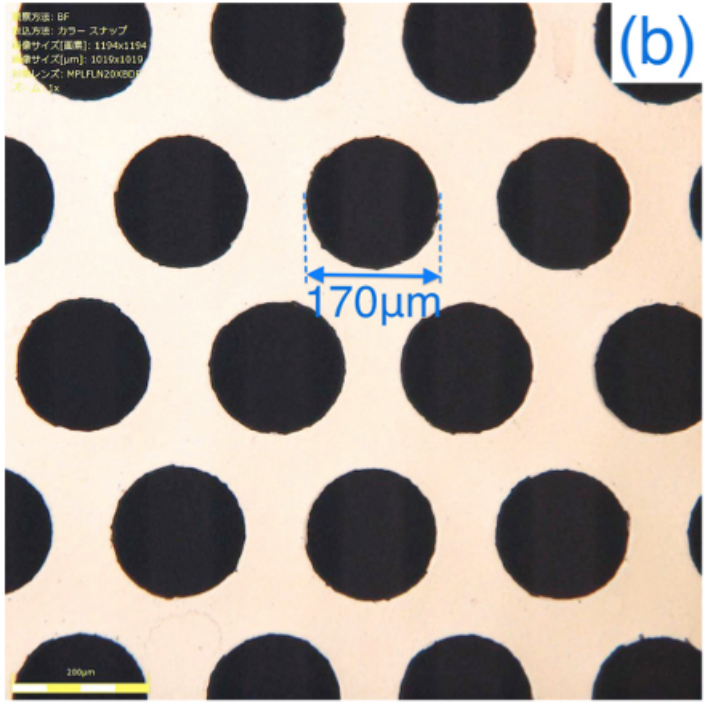 観察方法: BF
取込方法: カラー スナップ
画像サイズ[画素]: 1194x1194
画像サイズ[μm]: 1019x1019
対物レンズ: MPLFLN20XBDP
ズーム: 1x
(b)
170μm
200μm